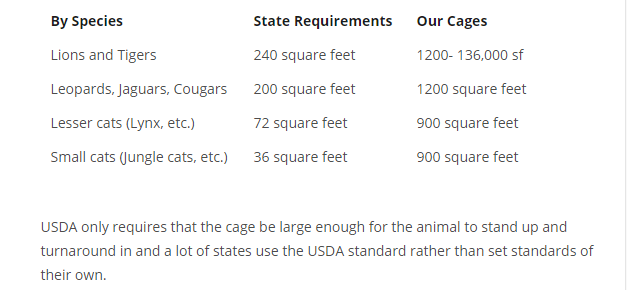 By Species State Requirements Our Cages
Lions and Tigers 240 square feet 1200- 136,000 sf
Leopards, Jaguars, Cougars 200 square feet 1200 square feet
Lesser cats (Lynx, etc.) 72 square feet 900 square feet
Small cats (Jungle cats, etc.) 36 square feet 900 square feet
USDA only requires that the cage be large enough for the animal to stand up and
turnaround in and a lot of states use the USDA standard rather than set standards of
their own.